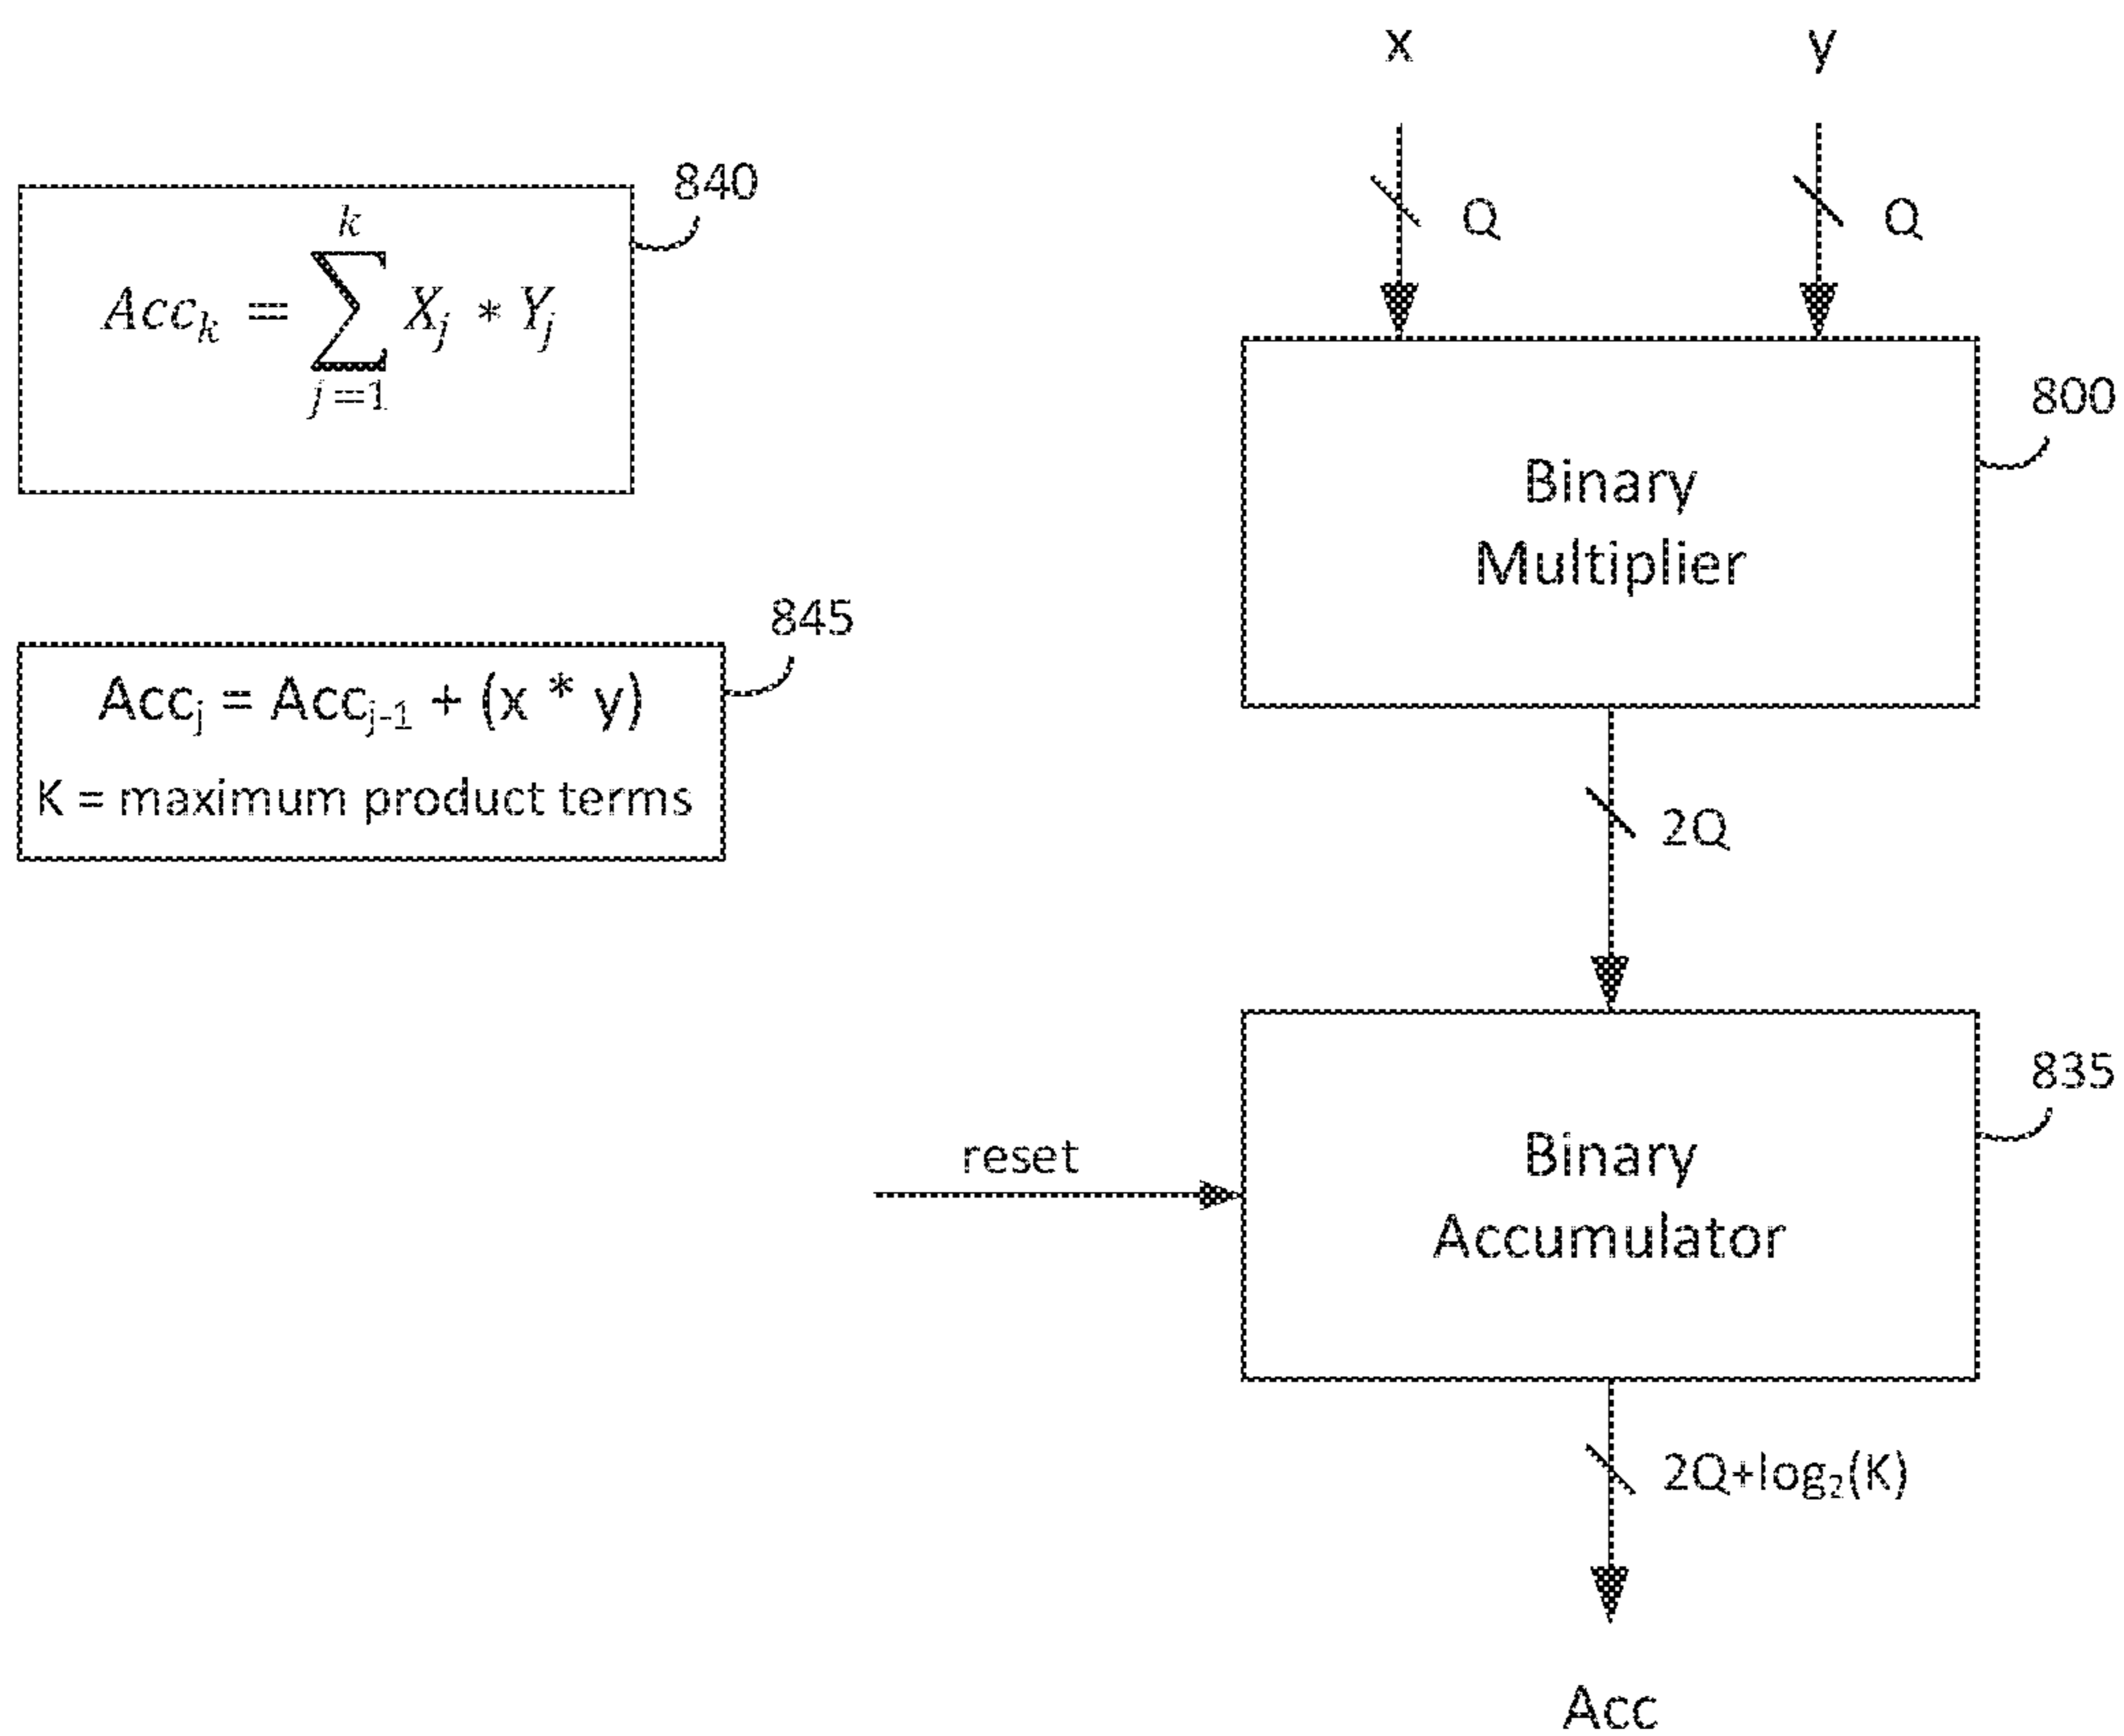 x y
840
k
Acc_k = ∑ X_j * Y_j
j=1
Q Q
800
Binary
Multiplier
845
Acc_j = Acc_{j-1} + (x * y)
K = maximum product terms
2Q
835
reset
Binary
Accumulator
2Q+log₂(K)
Acc